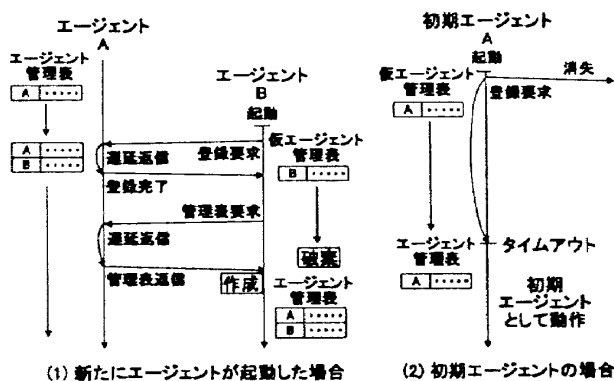 エージェント
A
エージェント
管理表
A .....
A .....
B .....
エージェント
B
起動
登録要求
遅延返信
登録完了
仮エージェント
管理表
B .....
管理表要求
遅延返信
破棄
管理表返信
作成
エージェント
管理表
A .....
B .....
(1) 新たにエージェントが起動した場合
初期エージェント
A
起動
消失
登録要求
仮エージェント
管理表
A .....
タイムアウト
エージェント
管理表
A .....
初期
エージェント
として動作
(2) 初期エージェントの場合